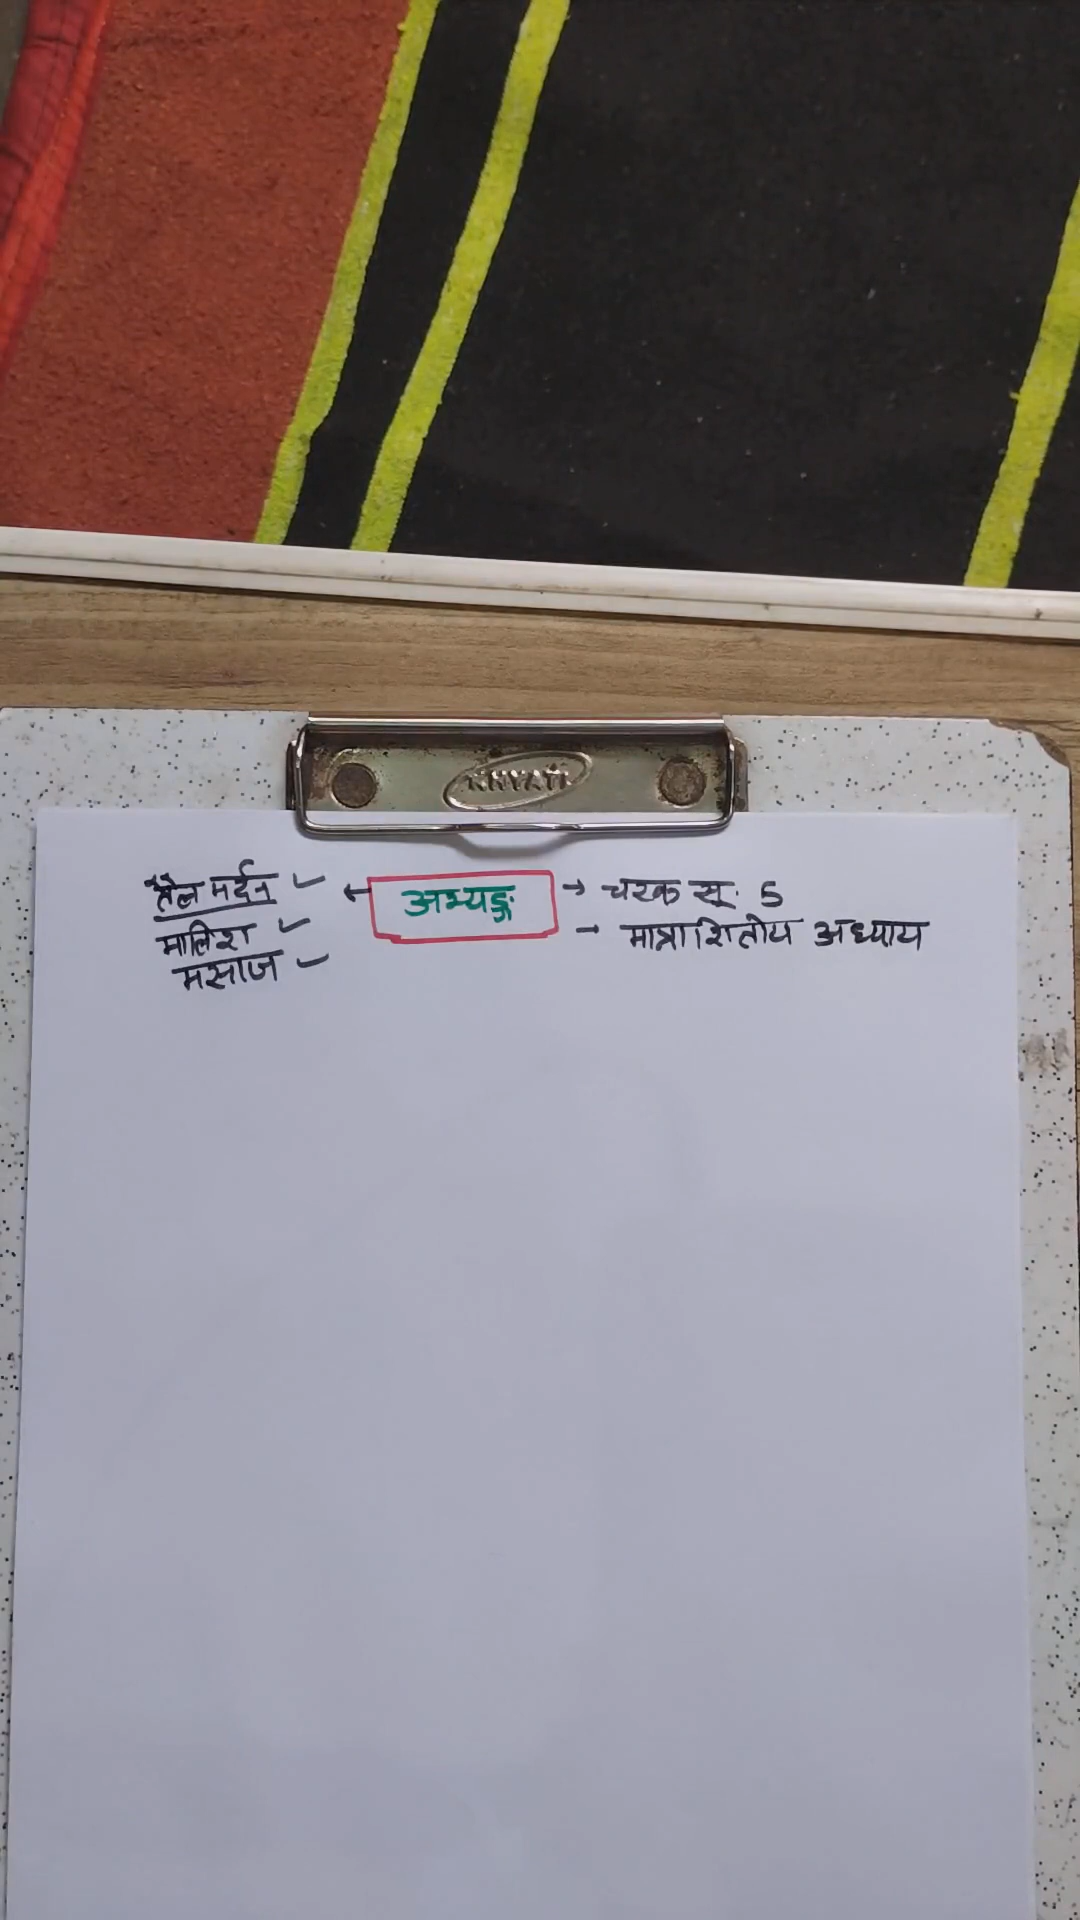 KHYATI
तैल मर्दन ✓ ← अभ्यङ्ग → चरक सू. 5
मालिश ✓ → मात्राशितीय अध्याय
मसाज ✓